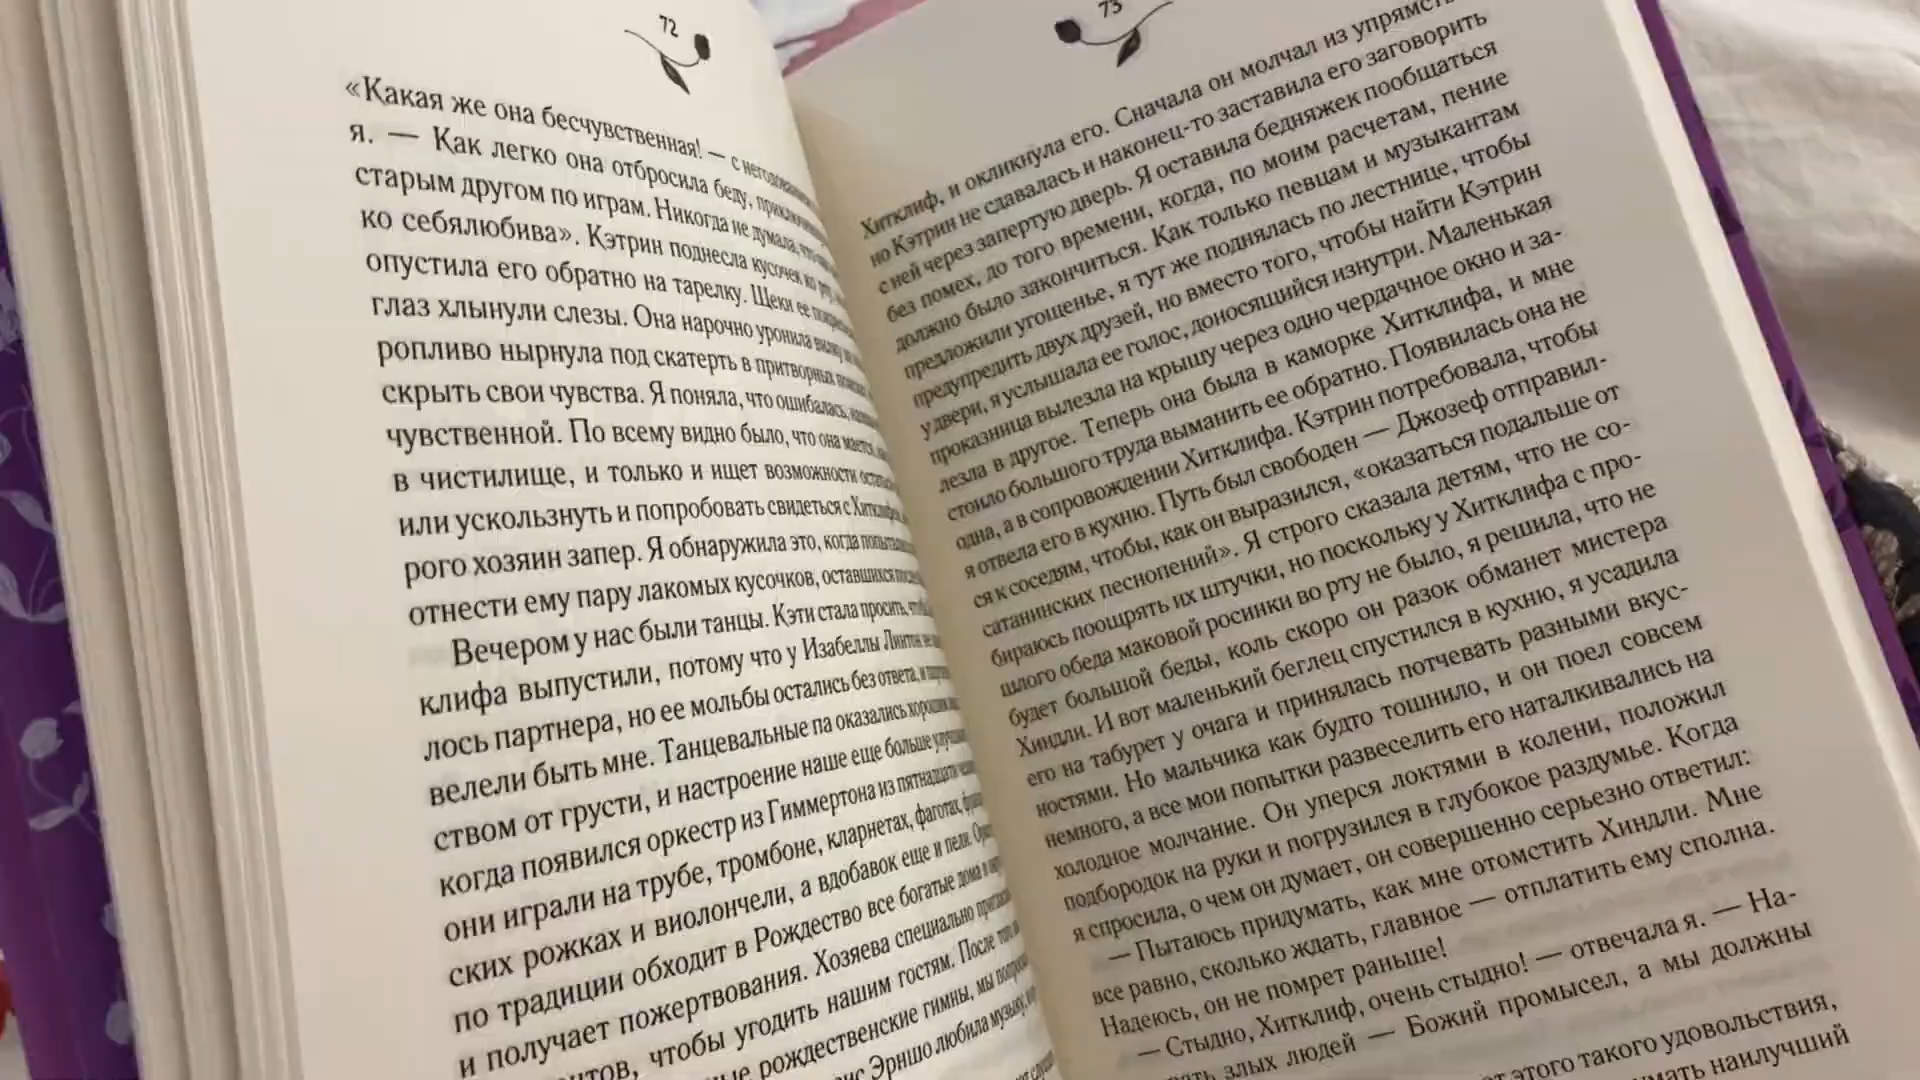 72
«Какая же она бесчувственная! — с негодованием
я. — Как легко она отбросила беду,
старым другом по играм. Никогда не думала, что она
ко себялюбива». Кэтрин поднесла кусочек ко рту,
опустила его обратно на тарелку. Щеки ее
глаз хлынули слезы. Она нарочно уронила вилку
ропливо нырнула под скатерть в притворных
скрыть свои чувства. Я поняла, что ошибалась,
чувственной. По всему видно было, что она мается,
в чистилище, и только и ищет возможности
или ускользнуть и попробовать свидеться с
рого хозяин запер. Я обнаружила это, когда
отнести ему пару лакомых кусочков, оставшихся
Вечером у нас были танцы. Кэти стала просить,
клифа выпустили, потому что у Изабеллы Линтон не
лось партнера, но ее мольбы остались без ответа, и
велели быть мне. Танцевальные па оказались хорошим
ством от грусти, и настроение наше еще больше
когда появился оркестр из Гиммертона из пятнадцати
они играли на трубе, тромбоне, кларнетах, фаготах,
ских рожках и виолончели, а вдобавок еще и пели.
по традиции обходит в Рождество все богатые дома в
и получает пожертвования. Хозяева специально
чтобы угодить нашим гостям. После того
рождественские гимны, мы
Эрншо любила музыку,
73
Хитклиф, и окликнула его. Сначала он молчал из
но Кэтрин не сдавалась и наконец-то заставила его заговорить
с ней через запертую дверь. Я оставила бедняжек пообщаться
без помех, до того времени, когда, по моим расчетам, пение
должно было закончиться. Как только певцам и музыкантам
предложили угощенье, я тут же поднялась по лестнице, чтобы
предупредить двух друзей, но вместо того, чтобы найти Кэтрин
у двери, я услышала ее голос, доносящийся изнутри. Маленькая
проказница вылезла на крышу через одно чердачное окно и за-
лезла в другое. Теперь она была в каморке Хитклифа, и мне
стоило большого труда выманить ее обратно. Появилась она не
одна, а в сопровождении Хитклифа. Кэтрин потребовала, чтобы
я отвела его в кухню. Путь был свободен — Джозеф отправил-
ся к соседям, чтобы, как он выразился, «оказаться подальше от
сатанинских песнопений». Я строго сказала детям, что не со-
бираюсь поощрять их штучки, но поскольку у Хитклифа с про-
шлого обеда маковой росинки во рту не было, я решила, что не
будет большой беды, коль скоро он разок обманет мистера
Хиндли. И вот маленький беглец спустился в кухню, я усадила
его на табурет у очага и принялась потчевать разными вкус-
ностями. Но мальчика как будто тошнило, и он поел совсем
немного, а все мои попытки развеселить его наталкивались на
холодное молчание. Он уперся локтями в колени, положил
подбородок на руки и погрузился в глубокое раздумье. Когда
я спросила, о чем он думает, он совершенно серьезно ответил:
— Пытаюсь придумать, как мне отомстить Хиндли. Мне
все равно, сколько ждать, главное — отплатить ему сполна.
Надеюсь, он не помрет раньше!
— Стыдно, Хитклиф, очень стыдно! — отвечала я. — На-
злых людей — Божий промысел, а мы должны
этого такого удовольствия,
наилучший